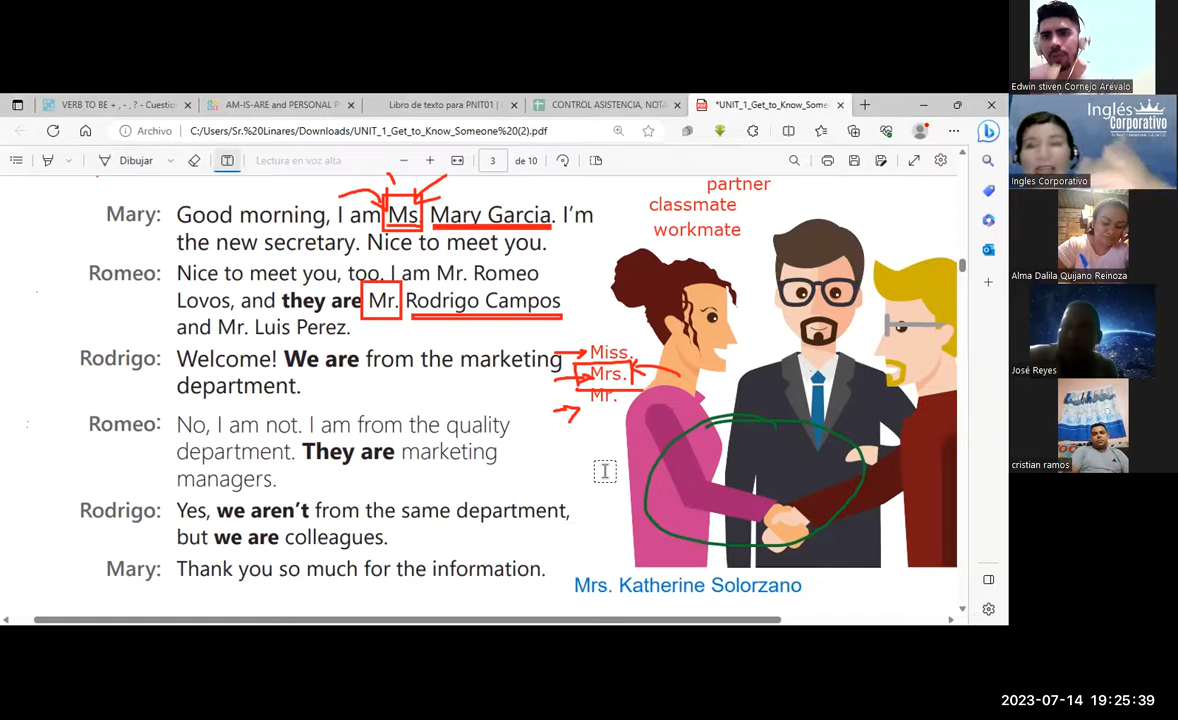 Edwin stiven Cornejo Arévalo
Inglés
Corporativo
Ingles Corporativo
Alma Dalila Quijano Reinoza
José Reyes
cristian ramos
VERB TO BE + , - , ? - Cuestio
AM-IS-ARE and PERSONAL P
Libro de texto para PNIT01 |
CONTROL ASISTENCIA, NOTA
*UNIT_1_Get_to_Know_Someo
Archivo
C:/Users/Sr.%20Linares/Downloads/UNIT_1_Get_to_Know_Someone%20(2).pdf
Dibujar
Lectura en voz alta
3 de 10
partner
classmate
workmate
Mary: Good morning, I am Ms. Mary Garcia. I'm
the new secretary. Nice to meet you.
Romeo: Nice to meet you, too. I am Mr. Romeo
Lovos, and they are Mr. Rodrigo Campos
and Mr. Luis Perez.
Rodrigo: Welcome! We are from the marketing
department.
Romeo: No, I am not. I am from the quality
department. They are marketing
managers.
Rodrigo: Yes, we aren't from the same department,
but we are colleagues.
Mary: Thank you so much for the information.
Miss.
Mrs.
Mr.
Mrs. Katherine Solorzano
2023-07-14 19:25:39